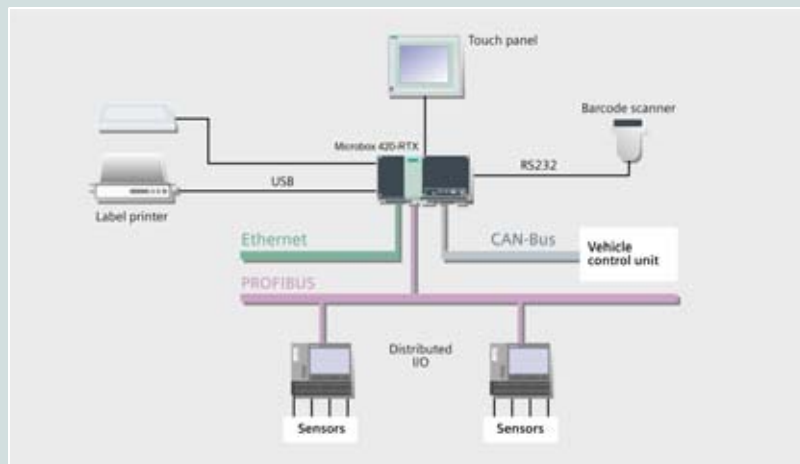 Touch panel
Barcode scanner
Microbox 420-RTX
RS232
USB
Label printer
Ethernet
CAN-Bus
Vehicle
control unit
PROFIBUS
Distributed
I/O
Sensors
Sensors